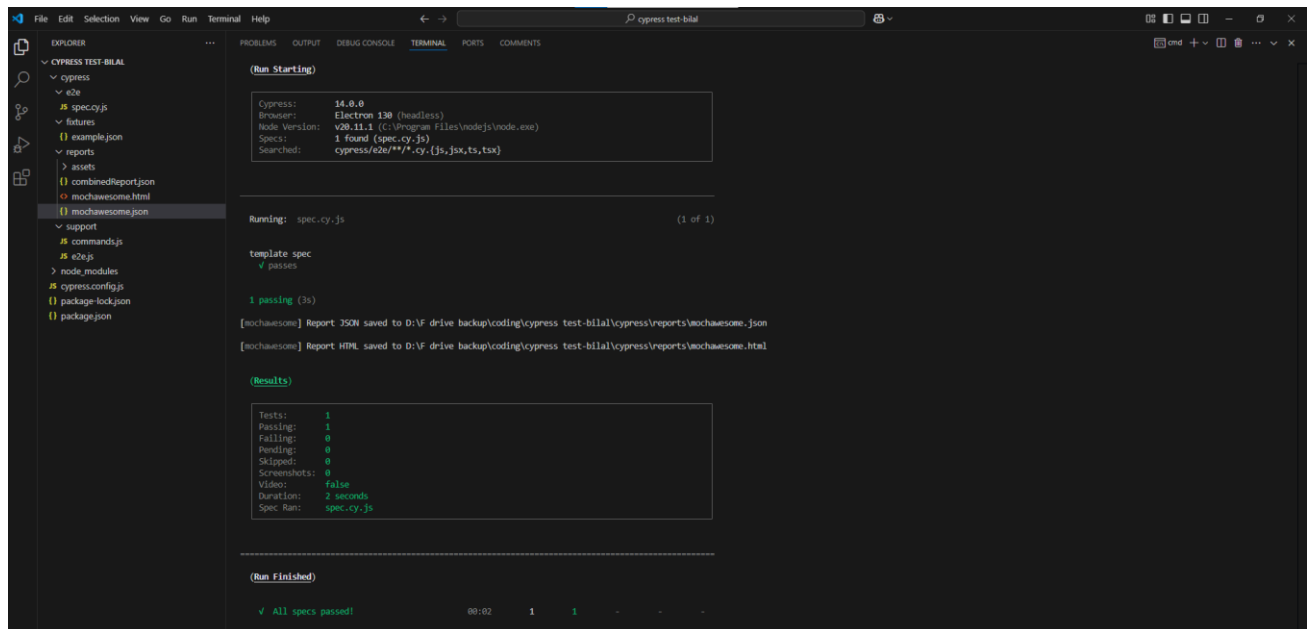 File Edit Selection View Go Run Terminal Help
cypress test-bilal
EXPLORER
PROBLEMS OUTPUT DEBUG CONSOLE TERMINAL PORTS COMMENTS
cmd
CYPRESS TEST-BILAL
cypress
e2e
JS spec.cy.js
fixtures
{} example.json
reports
assets
{} combinedReport.json
<> mochawesome.html
{} mochawesome.json
support
JS commands.js
JS e2e.js
node_modules
JS cypress.config.js
{} package-lock.json
{} package.json
(Run Starting)
Cypress: 14.0.0
Browser: Electron 130 (headless)
Node Version: v20.11.1 (C:\Program Files\nodejs\node.exe)
Specs: 1 found (spec.cy.js)
Searched: cypress/e2e/**/*.cy.{js,jsx,ts,tsx}
Running: spec.cy.js (1 of 1)
template spec
√ passes
1 passing (3s)
[mochawesome] Report JSON saved to D:\F drive backup\coding\cypress test-bilal\cypress\reports\mochawesome.json
[mochawesome] Report HTML saved to D:\F drive backup\coding\cypress test-bilal\cypress\reports\mochawesome.html
(Results)
Tests: 1
Passing: 1
Failing: 0
Pending: 0
Skipped: 0
Screenshots: 0
Video: false
Duration: 2 seconds
Spec Ran: spec.cy.js
(Run Finished)
√ All specs passed! 00:02 1 1 - - -